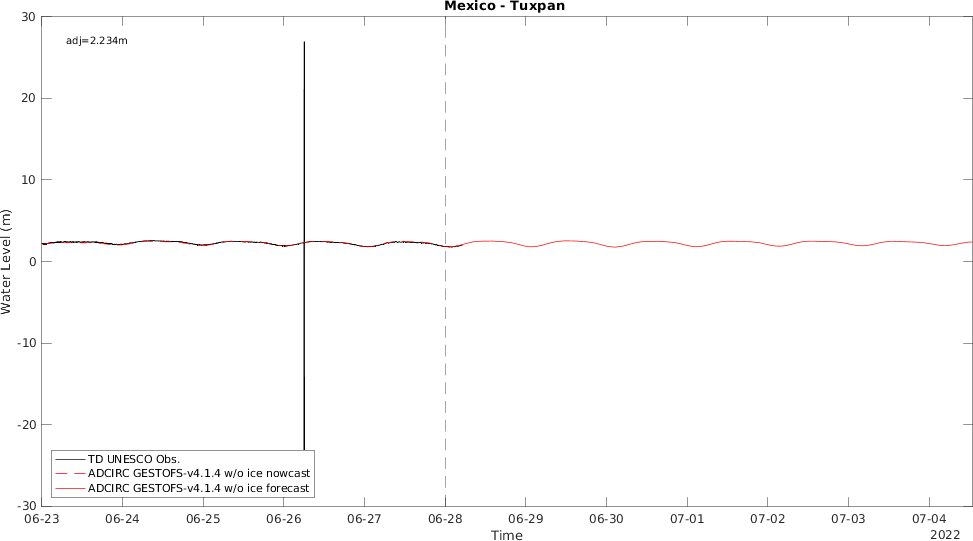 Mexico - Tuxpan
adj=2.234m
Water Level (m)
30
20
10
0
-10
-20
-30
TD UNESCO Obs.
ADCIRC GESTOFS-v4.1.4 w/o ice nowcast
ADCIRC GESTOFS-v4.1.4 w/o ice forecast
06-23 06-24 06-25 06-26 06-27 06-28 06-29 06-30 07-01 07-02 07-03 07-04
Time
2022